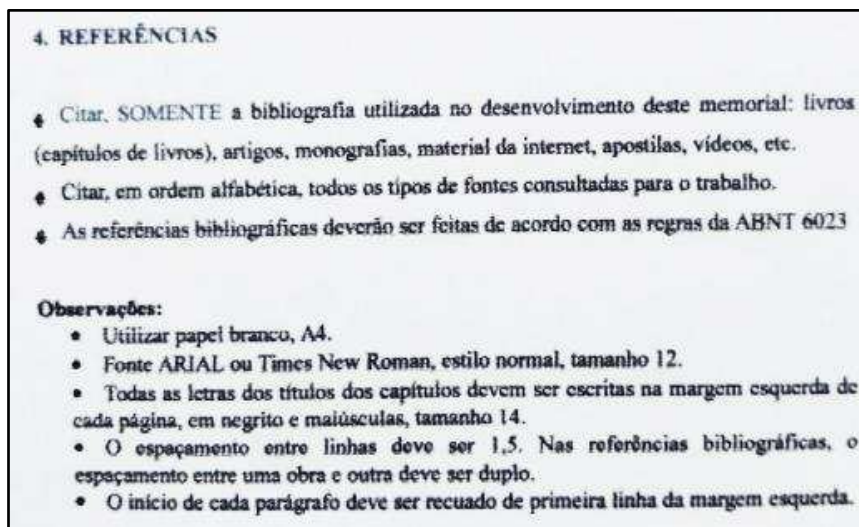 4. REFERÊNCIAS
Citar, SOMENTE a bibliografia utilizada no desenvolvimento deste memorial: livros
(capítulos de livros), artigos, monografias, material da internet, apostilas, vídeos, etc.
Citar, em ordem alfabética, todos os tipos de fontes consultadas para o trabalho.
As referências bibliográficas deverão ser feitas de acordo com as regras da ABNT 6023
Observações:
• Utilizar papel branco, A4.
• Fonte ARIAL ou Times New Roman, estilo normal, tamanho 12.
• Todas as letras dos títulos dos capítulos devem ser escritas na margem esquerda de
cada página, em negrito e maiúsculas, tamanho 14.
• O espaçamento entre linhas deve ser 1,5. Nas referências bibliográficas, o
espaçamento entre uma obra e outra deve ser duplo.
• O início de cada parágrafo deve ser recuado de primeira linha da margem esquerda.